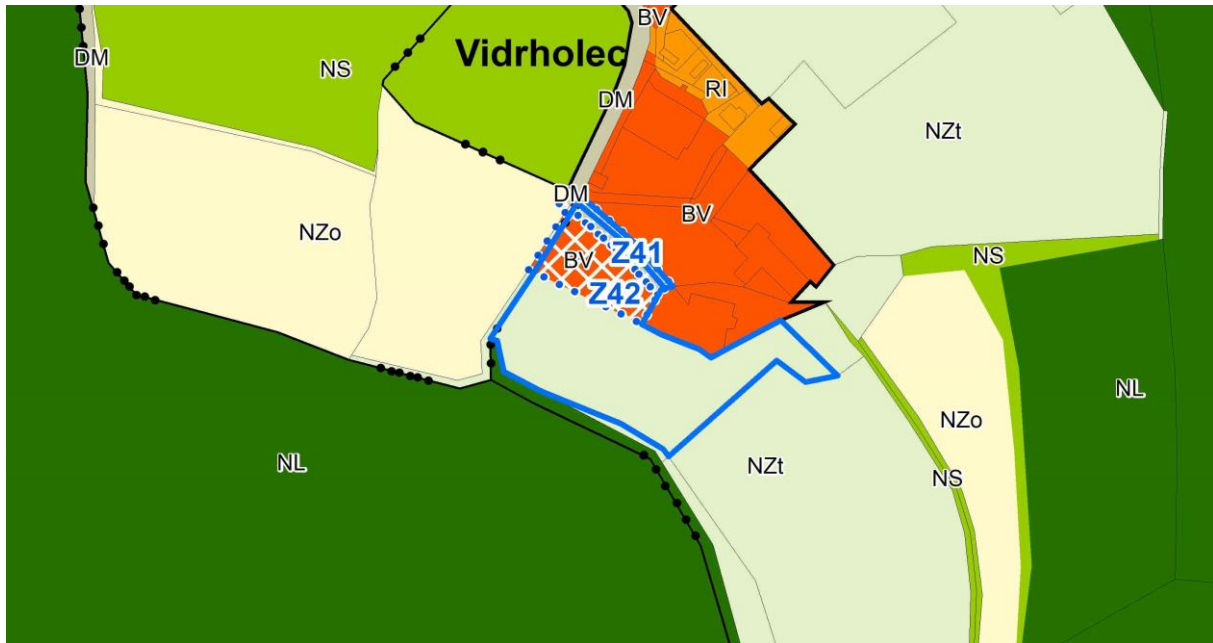 BV
Vidrholec
DM
NS
RI
DM
NZt
DM
BV
NZo
Z41
NS
BV
Z42
NL
NZo
NL
NZt
NS